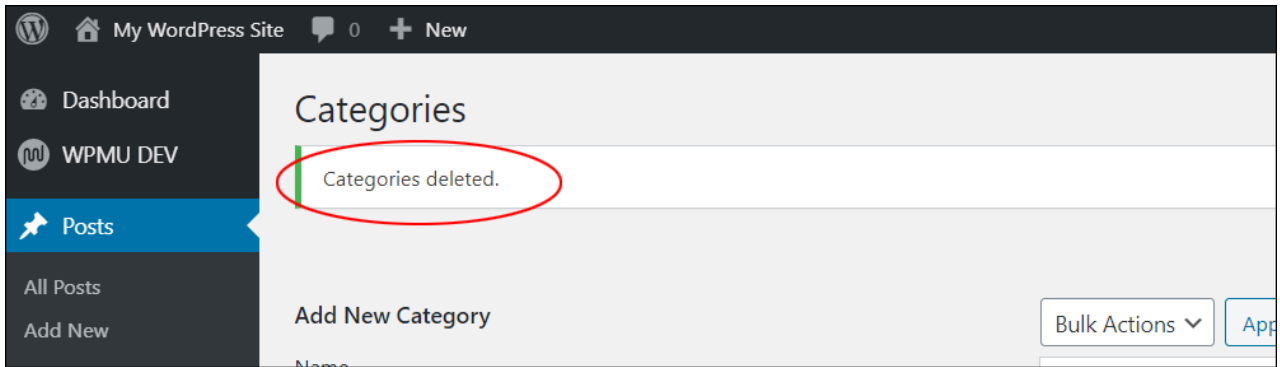 My WordPress Site 0 New
Dashboard
Categories
WPMU DEV
Categories deleted.
Posts
All Posts
Add New Category
Add New
Bulk Actions
Name